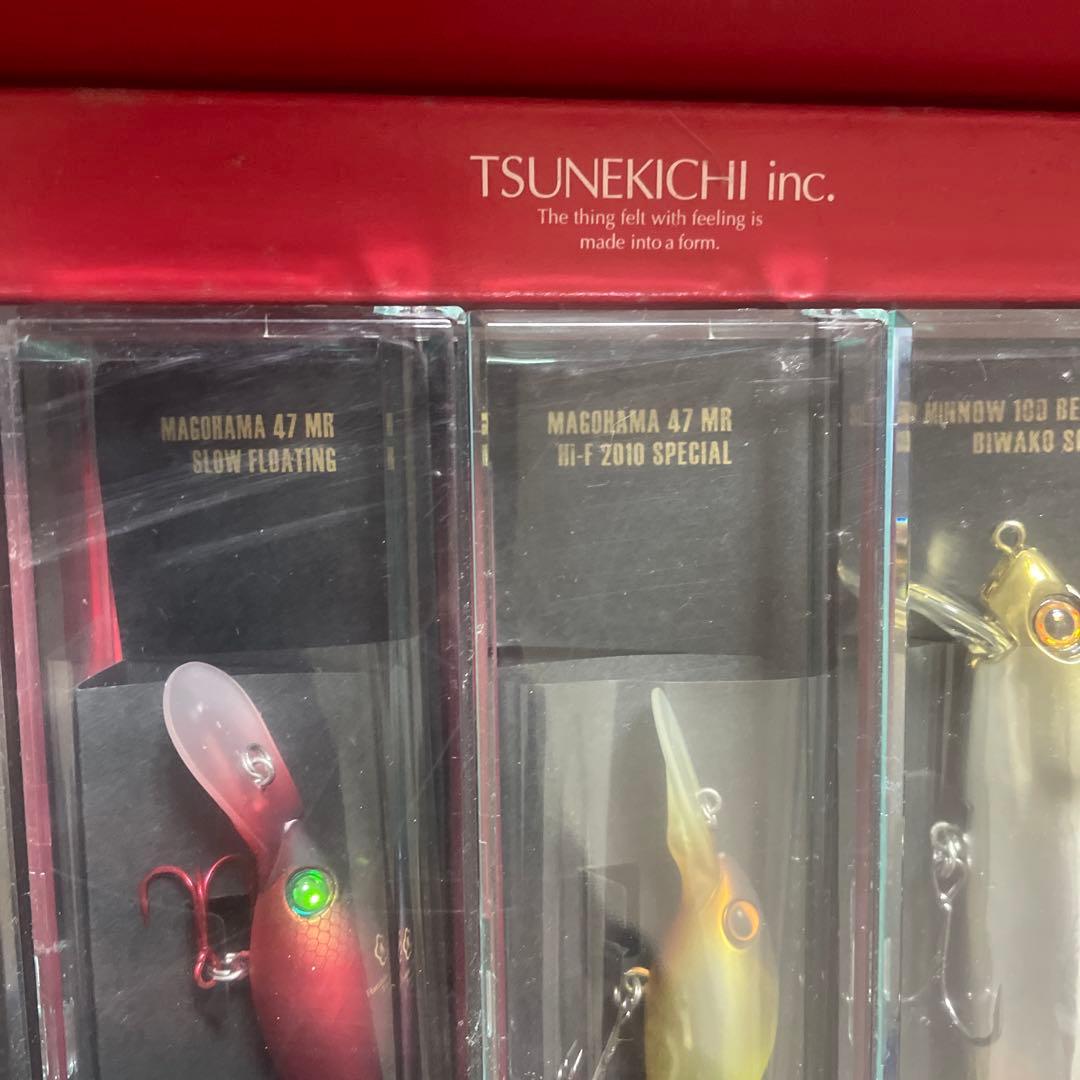 TSUNEKICHI inc.
The thing felt with feeling is
made into a form.
MAGOHAMA 47 MR
SLOW FLOATING
MAGOHAMA 47 MR
Hi-F 2010 SPECIAL
MINNOW 100 BE
BIWAKO